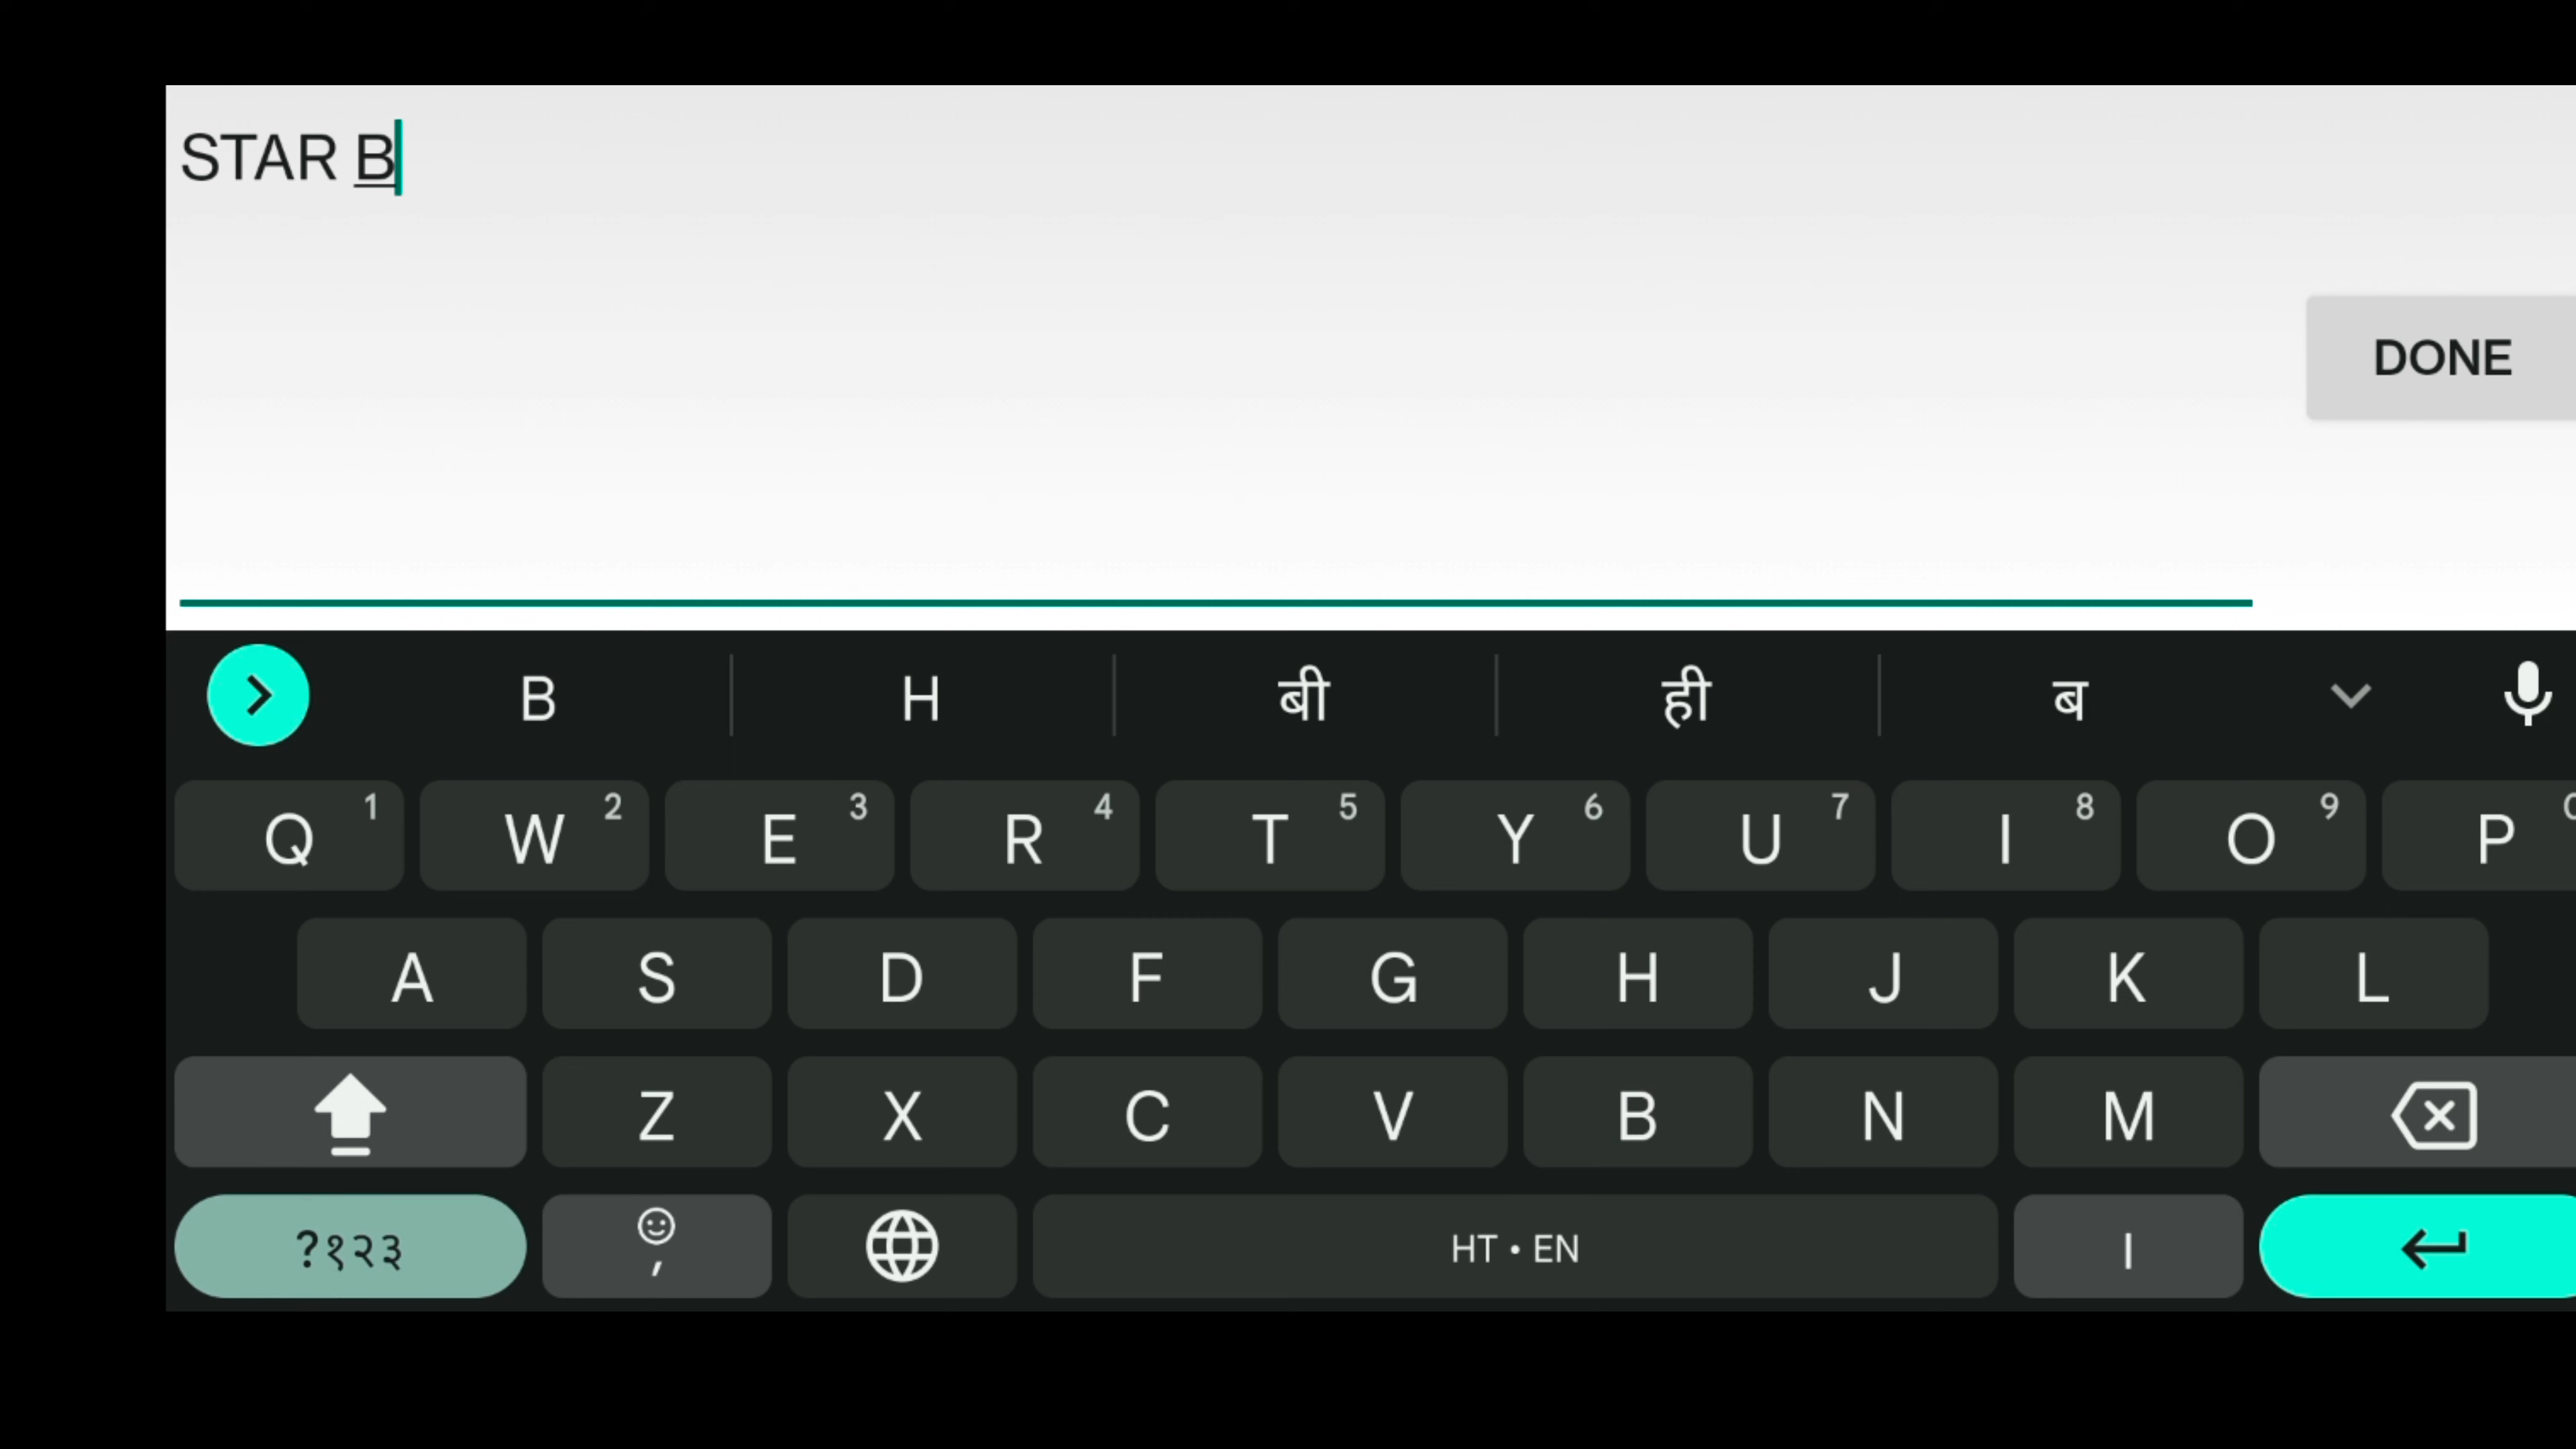 STAR B
DONE
B H बी ही ब
Q 1 W 2 E 3 R 4 T 5 Y 6 U 7 I 8 O 9 P
A S D F G H J K L
Z X C V B N M
?१२३ , HT • EN ।